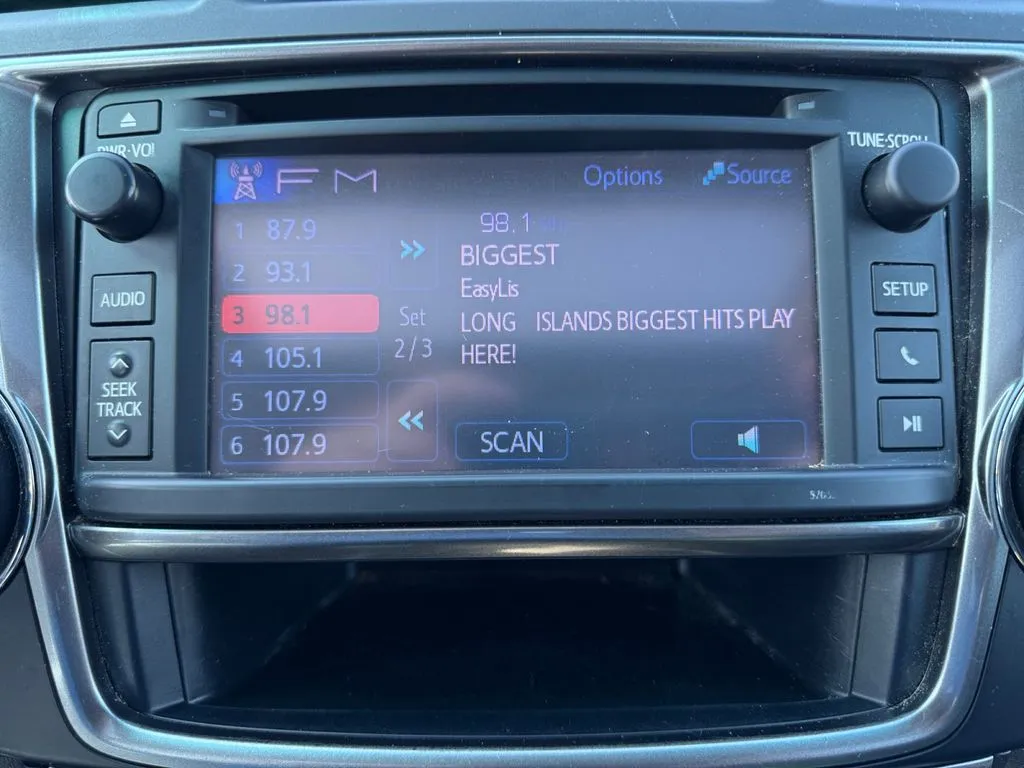 PWR·VOL
TUNE·SCROLL
FM
Options
Source
1 87.9
2 93.1
3 98.1
4 105.1
5 107.9
6 107.9
Set
2/3
98.1
BIGGEST
EasyLis
LONG ISLANDS BIGGEST HITS PLAY
HERE!
SCAN
AUDIO
SEEK
TRACK
SETUP